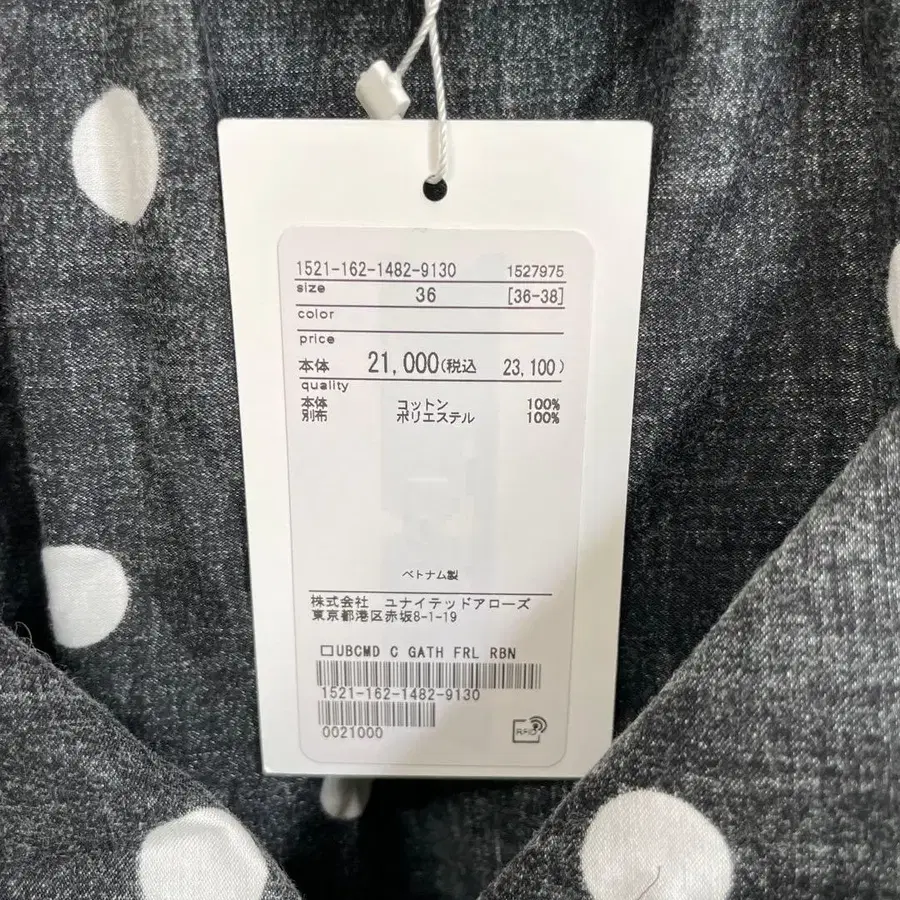 1521-162-1482-9130 1527975
size 36 [36-38]
color
price
本体 21,000(税込 23,100)
quality
本体 コットン 100%
別布 ポリエステル 100%
ベトナム製
株式会社 ユナイテッドアローズ
東京都港区赤坂8-1-19
□UBCMD C GATH FRL RBN
1521-162-1482-9130
0021000
RFID